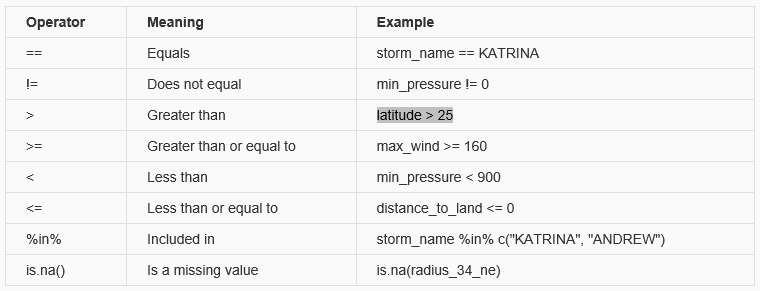 Operator Meaning Example
== Equals storm_name == KATRINA
!= Does not equal min_pressure != 0
> Greater than latitude > 25
>= Greater than or equal to max_wind >= 160
< Less than min_pressure < 900
<= Less than or equal to distance_to_land <= 0
%in% Included in storm_name %in% c("KATRINA", "ANDREW")
is.na() Is a missing value is.na(radius_34_ne)